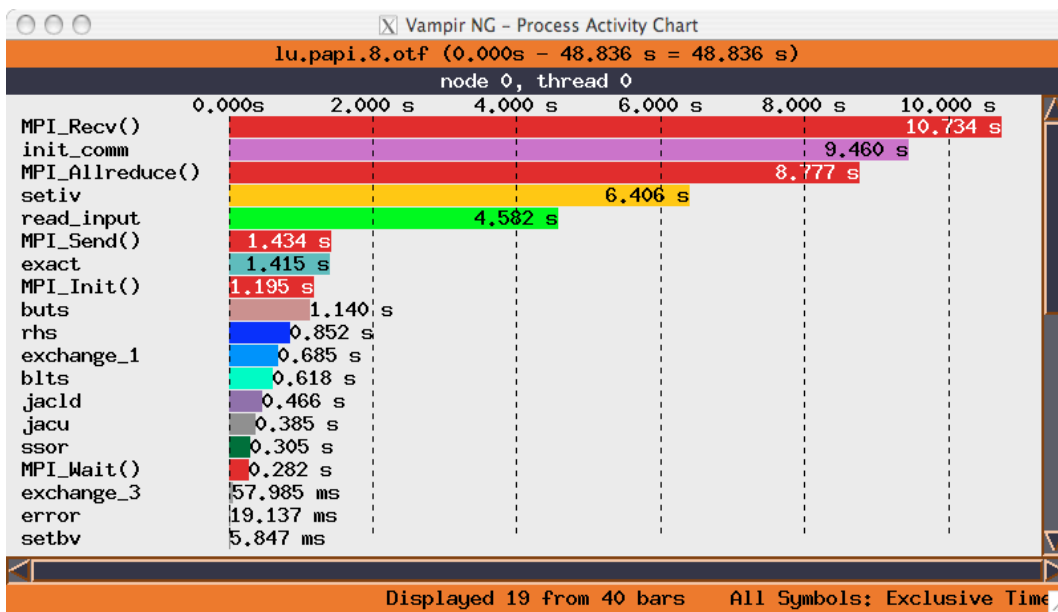 Vampir NG - Process Activity Chart
lu.papi.8.otf (0.000s - 48.836 s = 48.836 s)
node 0, thread 0
0.000s 2.000 s 4.000 s 6.000 s 8.000 s 10.000 s
MPI_Recv() 10.734 s
init_comm 9.460 s
MPI_Allreduce() 8.777 s
setiv 6.406 s
read_input 4.582 s
MPI_Send() 1.434 s
exact 1.415 s
MPI_Init() 1.195 s
buts 1.140 s
rhs 0.852 s
exchange_1 0.685 s
blts 0.618 s
jacld 0.466 s
jacu 0.385 s
ssor 0.305 s
MPI_Wait() 0.282 s
exchange_3 57.985 ms
error 19.137 ms
setbv 5.847 ms
Displayed 19 from 40 bars All Symbols: Exclusive Time